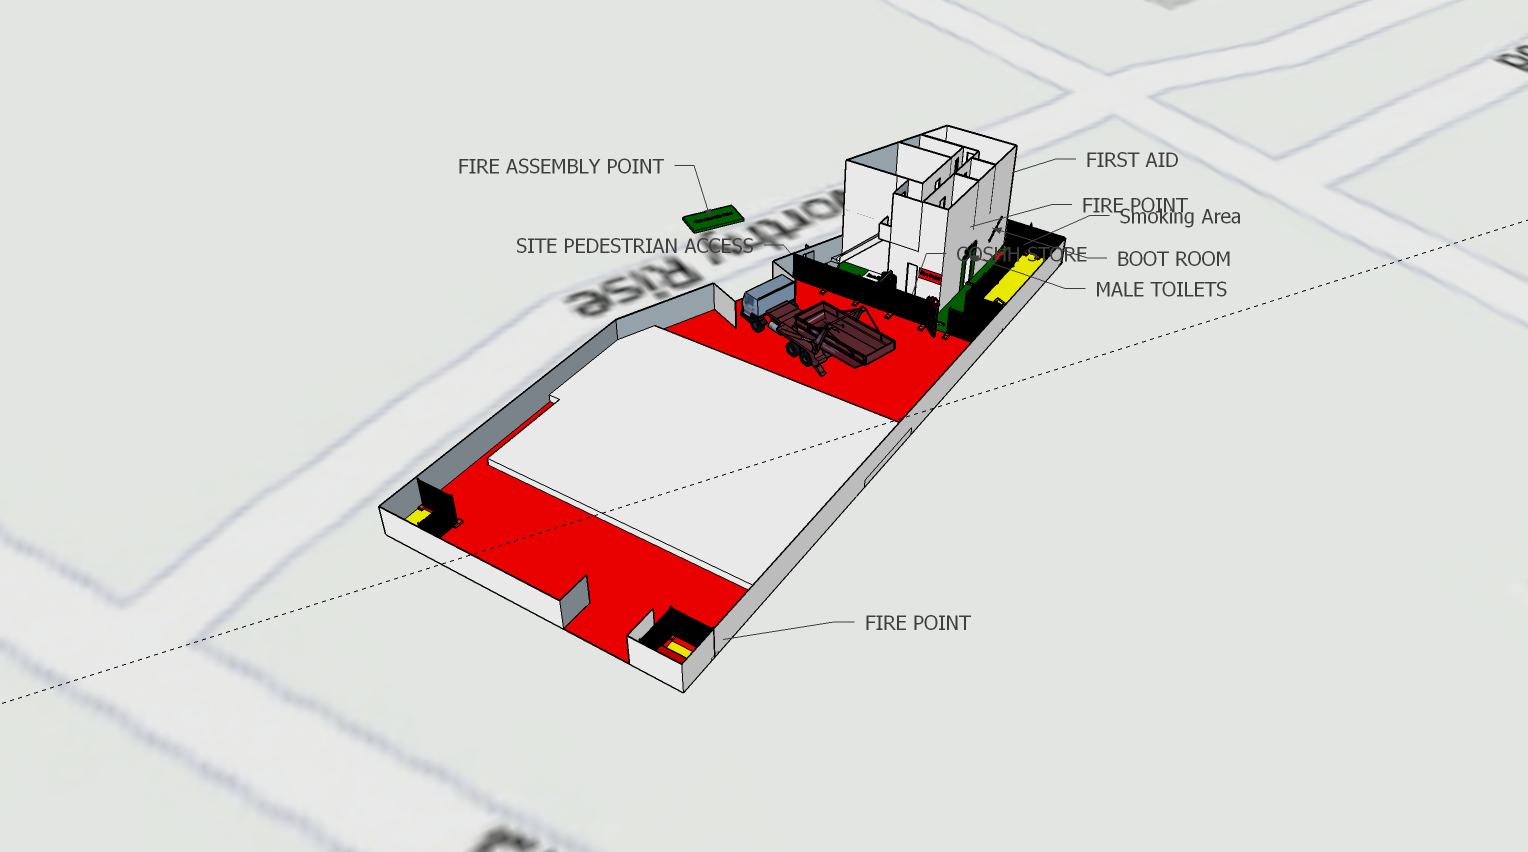 FIRST AID
FIRE ASSEMBLY POINT
FIRE POINT
Smoking Area
SITE PEDESTRIAN ACCESS
COSHH STORE
BOOT ROOM
MALE TOILETS
Rise
FIRE POINT